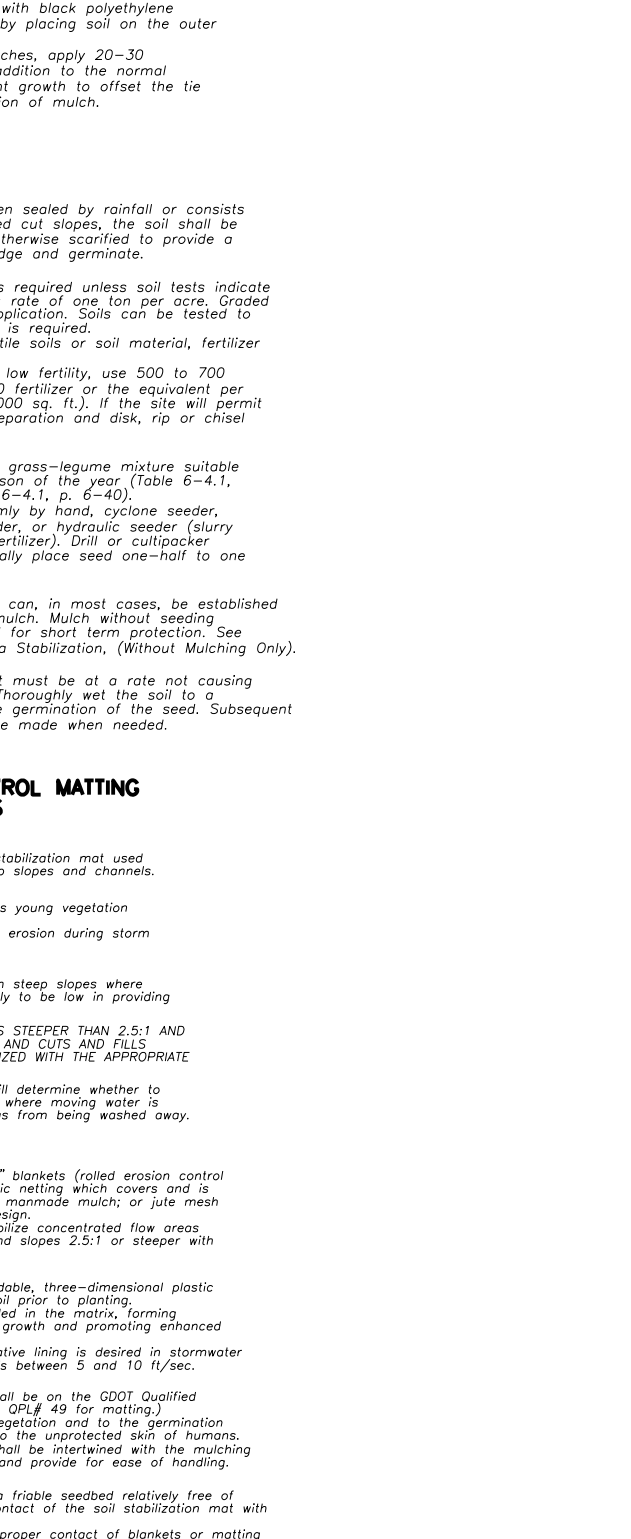 with black polyethylene
by placing soil on the outer
ches, apply 20-30
addition to the normal
nt growth to offset the tie
ion of mulch.
en sealed by rainfall or consists
ed cut slopes, the soil shall be
therwise scarified to provide a
dge and germinate.
s required unless soil tests indicate
rate of one ton per acre. Graded
pplication. Soils can be tested to
is required.
tile soils or soil material, fertilizer
low fertility, use 500 to 700
0 fertilizer or the equivalent per
000 sq. ft.). If the site will permit
eparation and disk, rip or chisel
grass-legume mixture suitable
son of the year (Table 6-4.1,
6-4.1, p. 6-40).
mly by hand, cyclone seeder,
der, or hydraulic seeder (slurry
ertilizer). Drill or cultipacker
ally place seed one-half to one
can, in most cases, be established
mulch. Mulch without seeding
for short term protection. See
a Stabilization, (Without Mulching Only).
t must be at a rate not causing
Thoroughly wet the soil to a
e germination of the seed. Subsequent
e made when needed.
TROL MATTING
S
stabilization mat used
p slopes and channels.
s young vegetation
erosion during storm
n steep slopes where
ly to be low in providing
S STEEPER THAN 2.5:1 AND
AND CUTS AND FILLS
IZED WITH THE APPROPRIATE
ill determine whether to
where moving water is
gs from being washed away.
" blankets (rolled erosion control
ic netting which covers and is
manmade mulch; or jute mesh
esign.
bilize concentrated flow areas
nd slopes 2.5:1 or steeper with
dable, three-dimensional plastic
oil prior to planting.
led in the matrix, forming
growth and promoting enhanced
ative lining is desired in stormwater
s between 5 and 10 ft/sec.
all be on the GDOT Qualified
QPL# 49 for matting.)
egetation and to the germination
o the unprotected skin of humans.
hall be intertwined with the mulching
and provide for ease of handling.
a friable seedbed relatively free of
ontact of the soil stabilization mat with
proper contact of blankets or matting